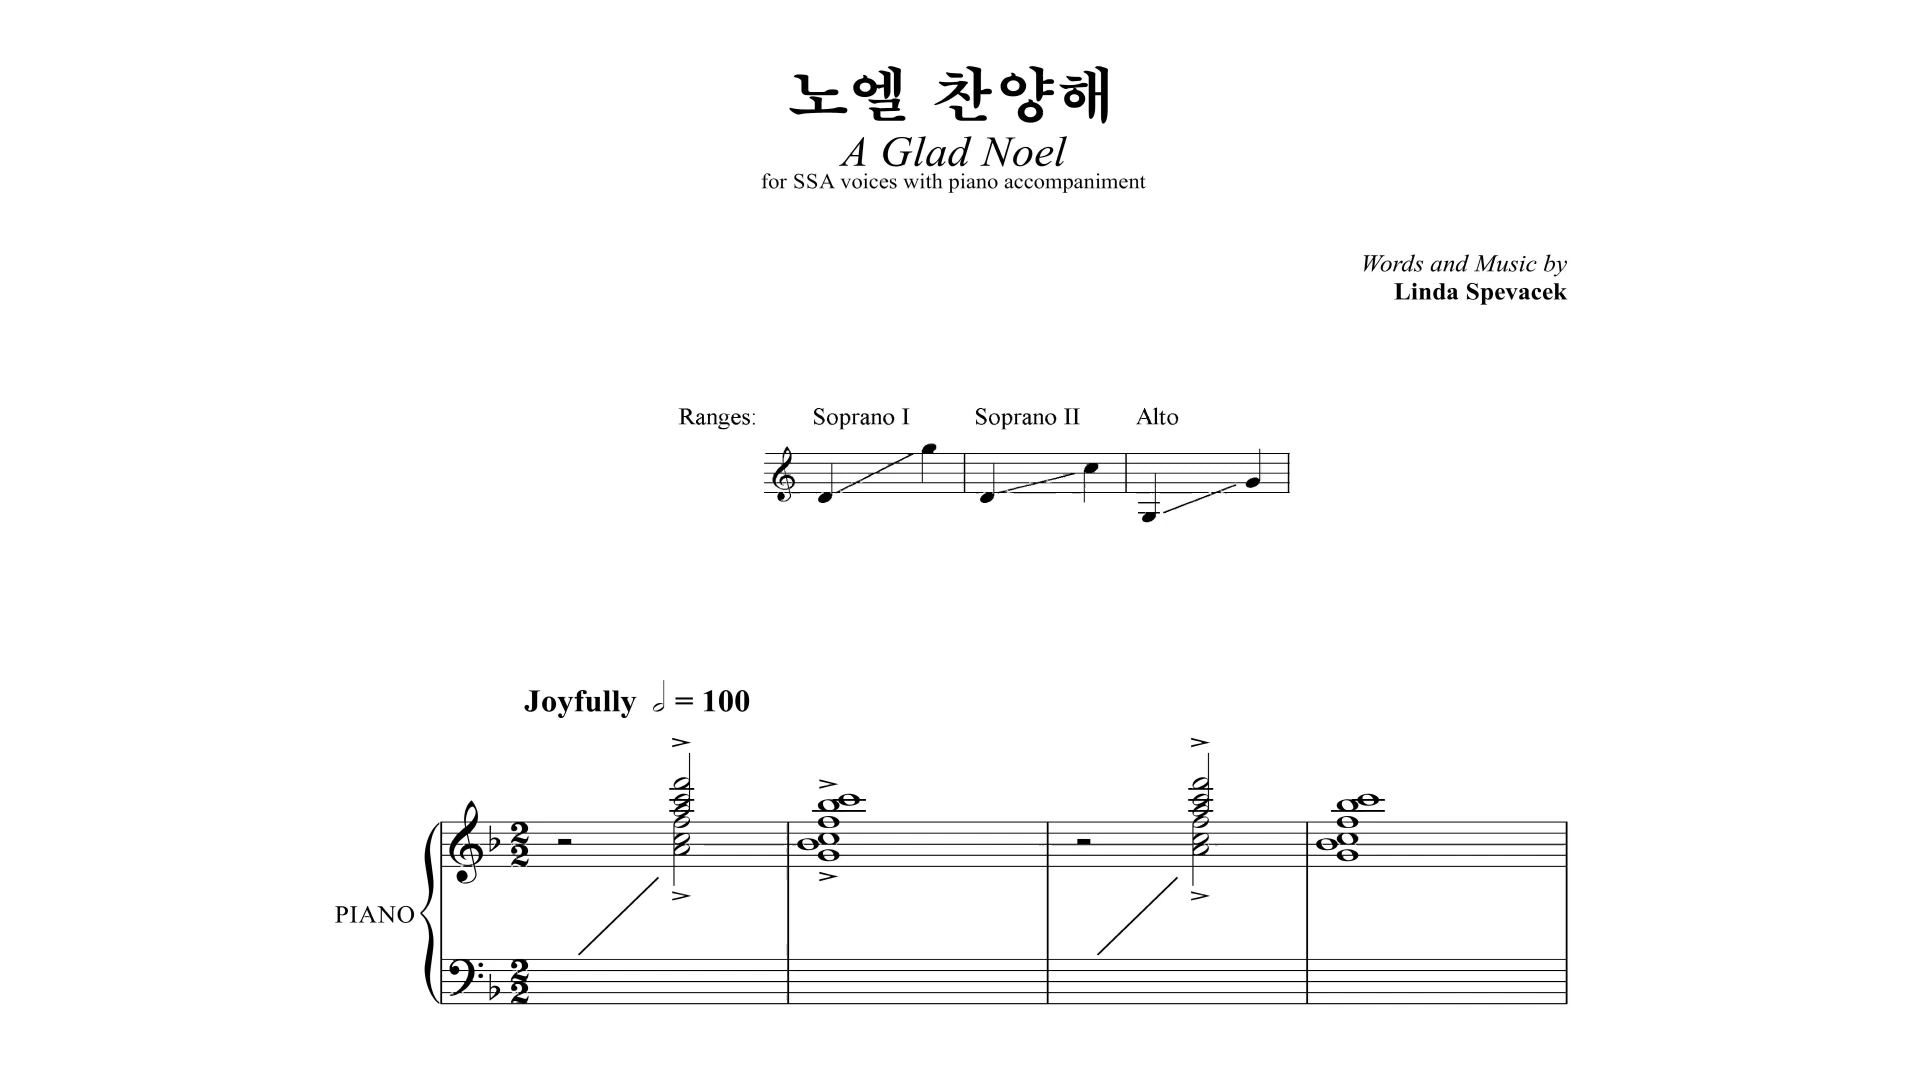 노엘 찬양해
A Glad Noel
for SSA voices with piano accompaniment
Words and Music by
Linda Spevacek
Ranges: Soprano I Soprano II Alto
Joyfully 𝅗𝅥 = 100
PIANO